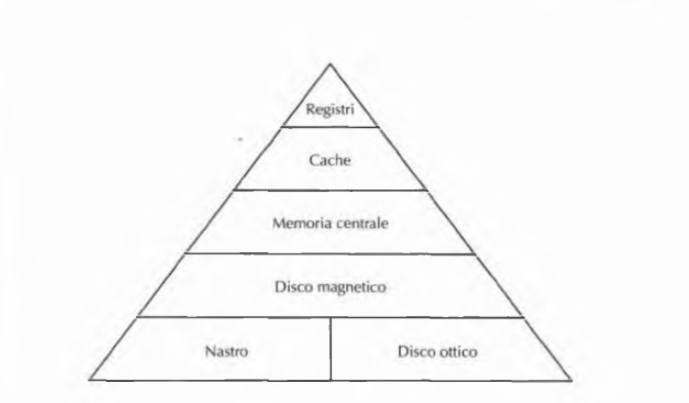 Registri
Cache
Memoria centrale
Disco magnetico
Nastro
Disco ottico